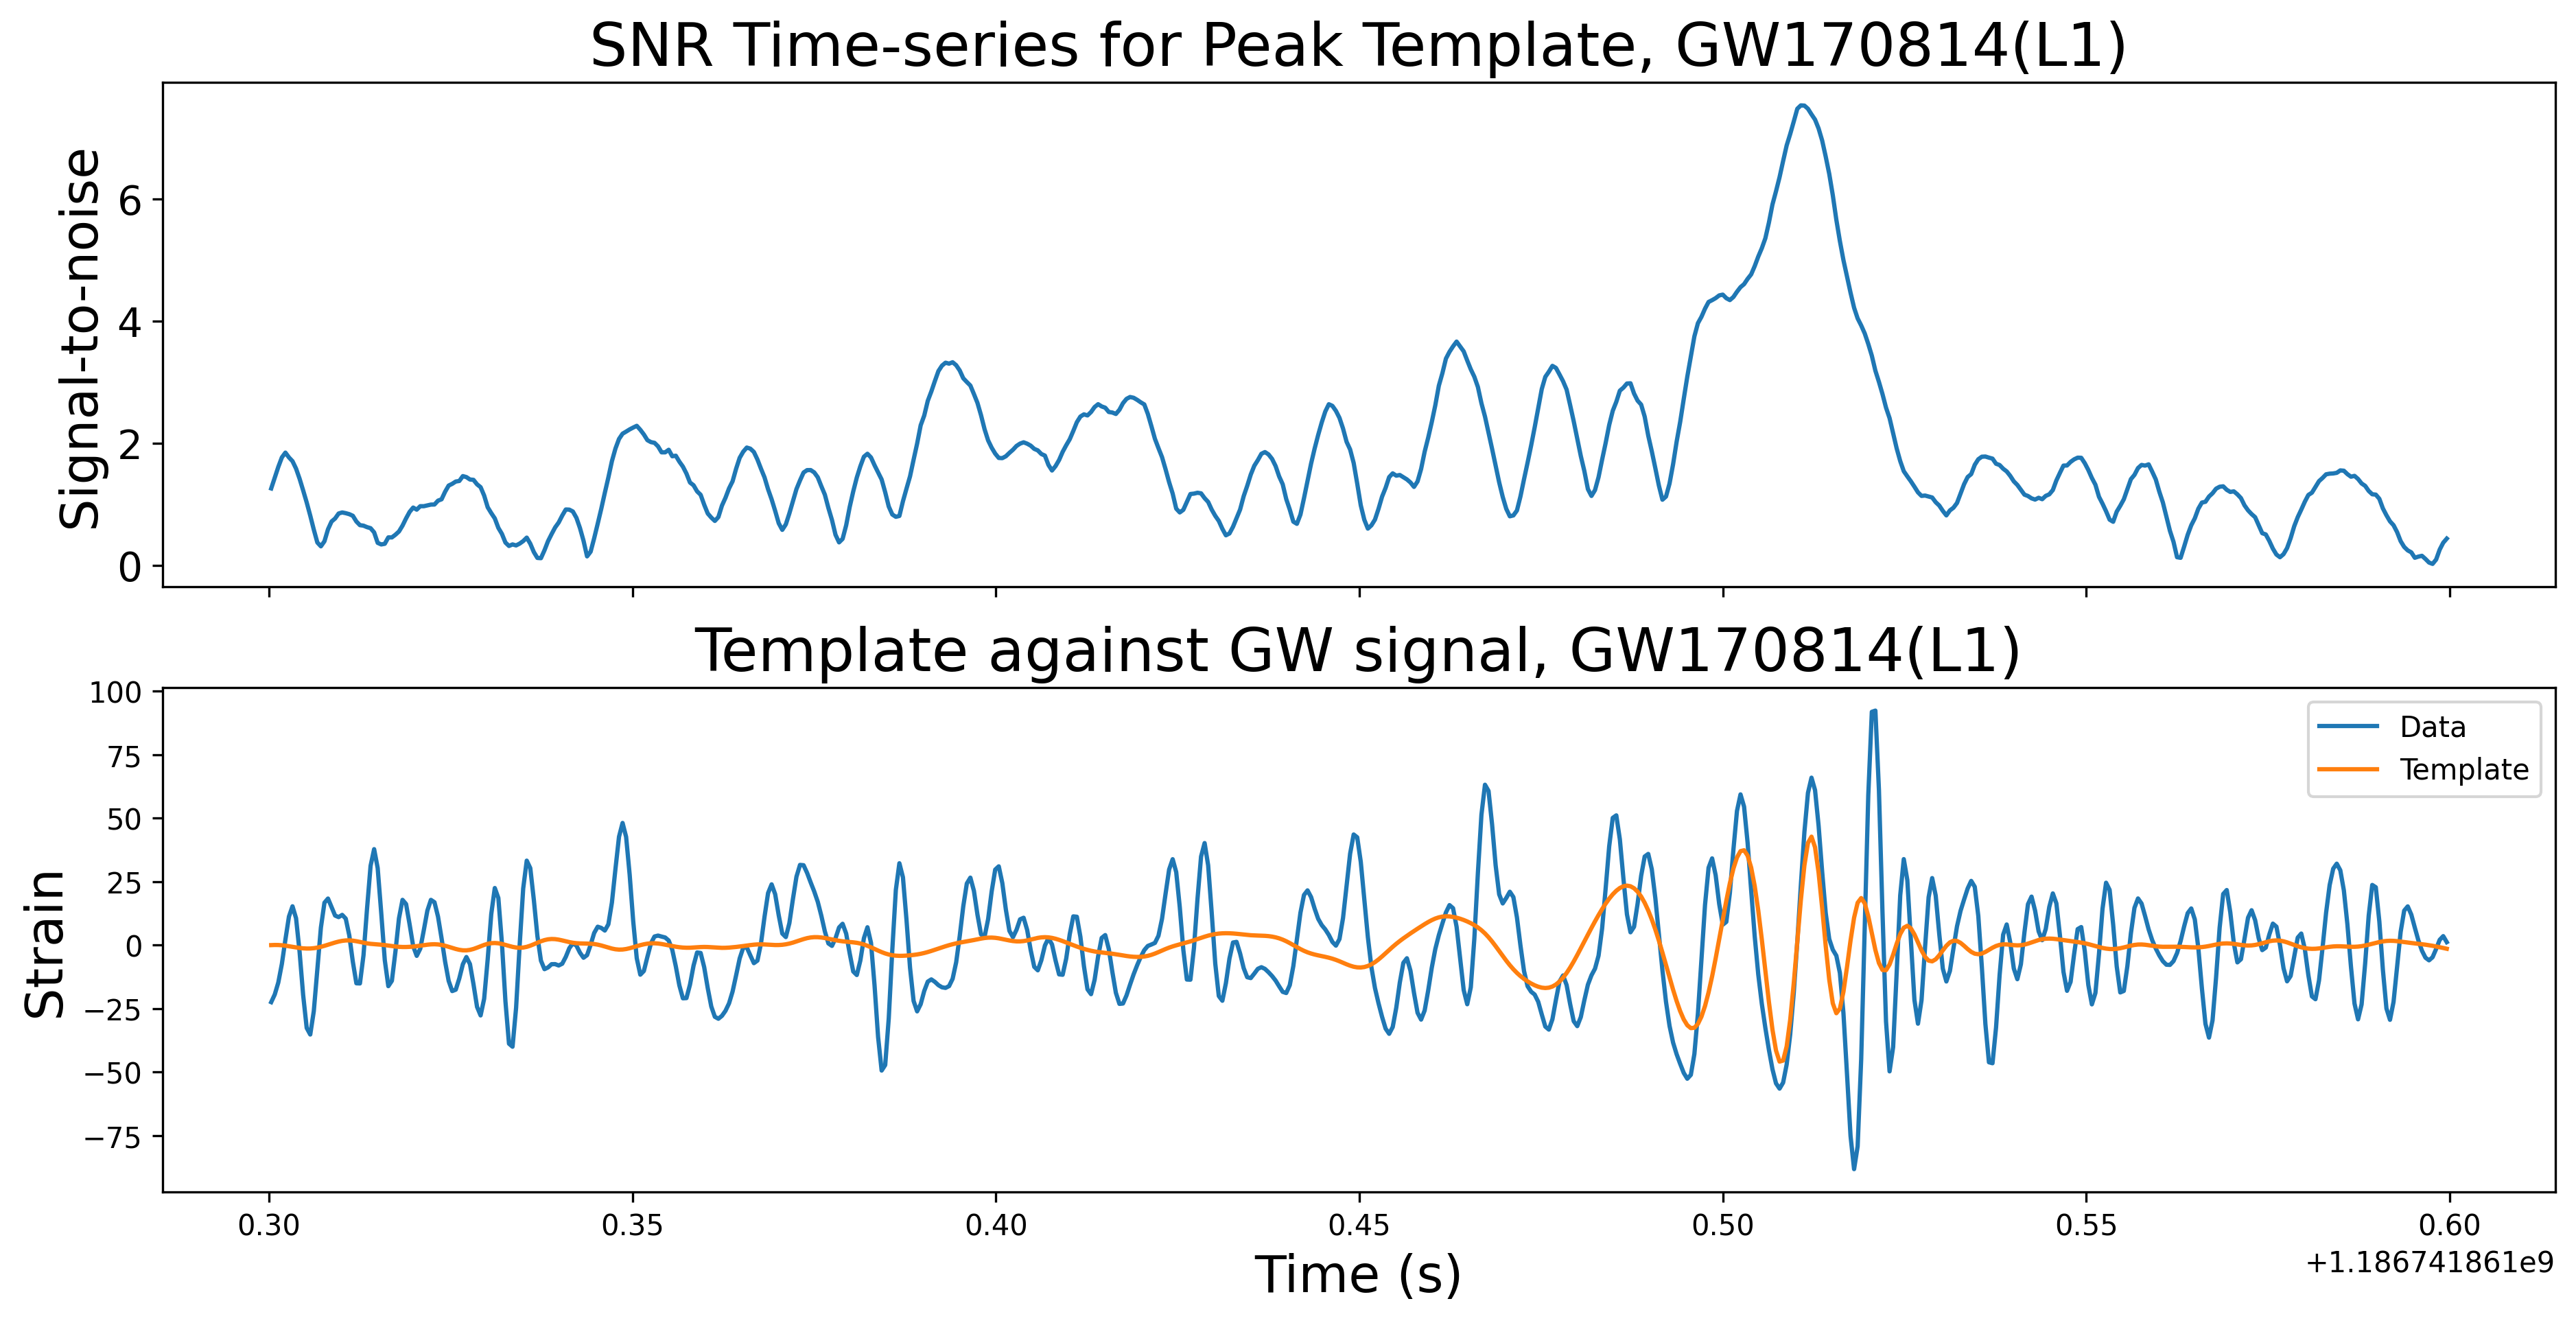 SNR Time-series for Peak Template, GW170814(L1)
Signal-to-noise
6
4
2
0
Template against GW signal, GW170814(L1)
Strain
100
75
50
25
0
−25
−50
−75
Data
Template
0.30 0.35 0.40 0.45 0.50 0.55 0.60
+1.186741861e9
Time (s)